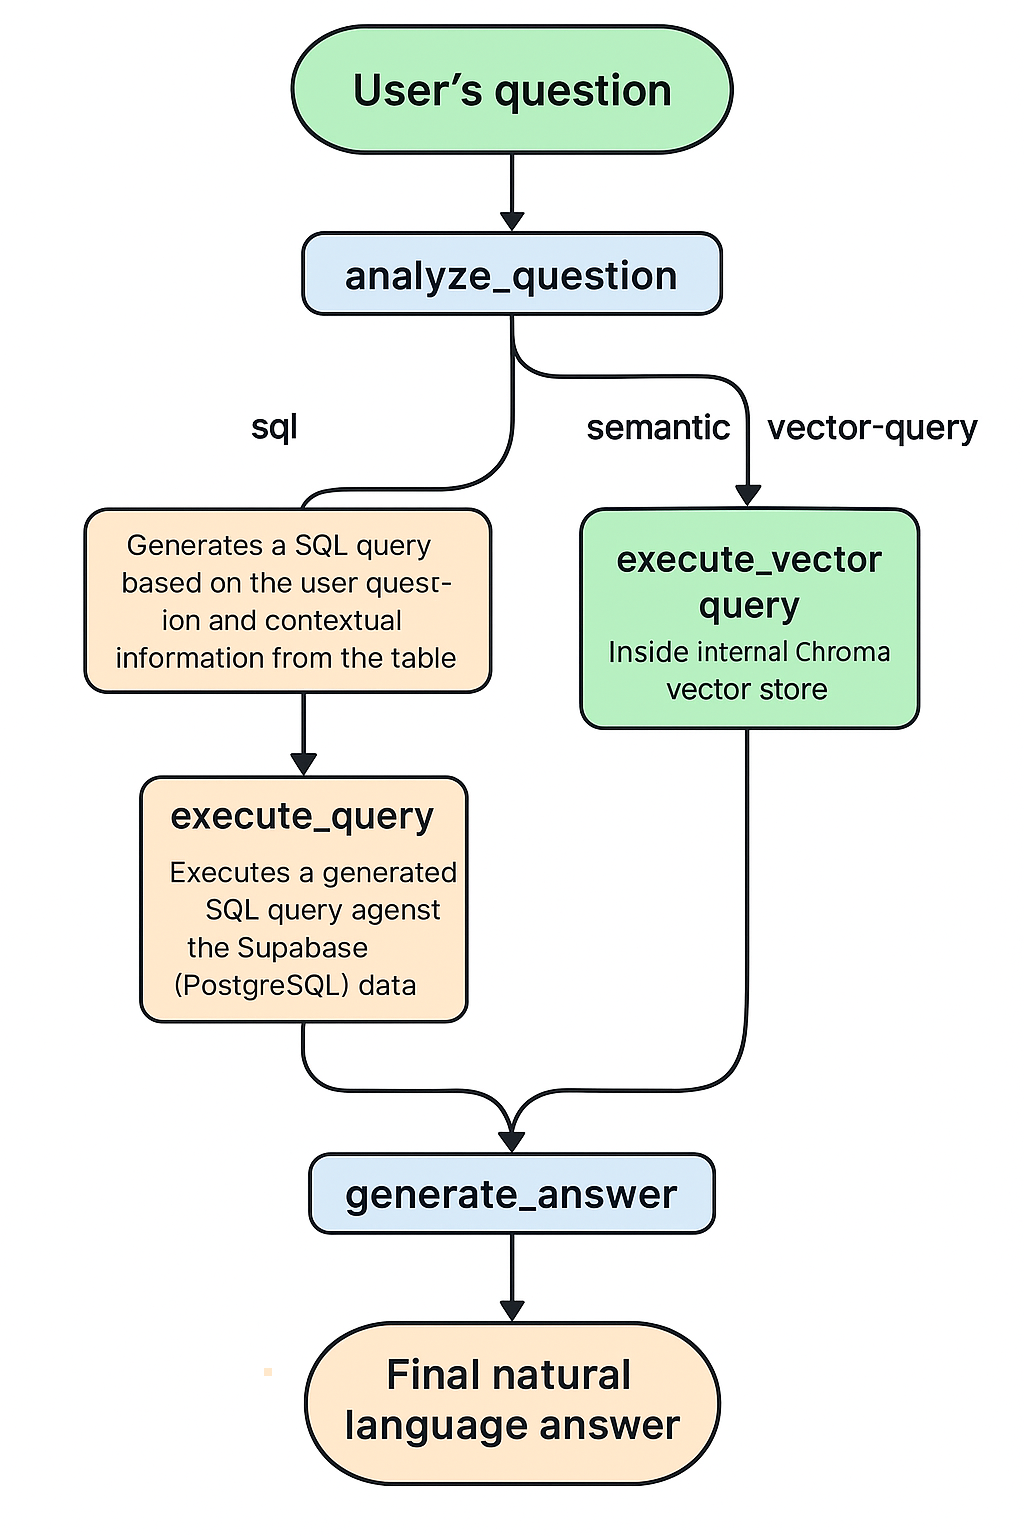 User’s question
analyze_question
sql
semantic
vector-query
Generates a SQL query
based on the user quest-
ion and contextual
information from the table
execute_vector
query
Inside internal Chroma
vector store
execute_query
Executes a generated
SQL query agenst
the Supabase
(PostgreSQL) data
generate_answer
Final natural
language answer